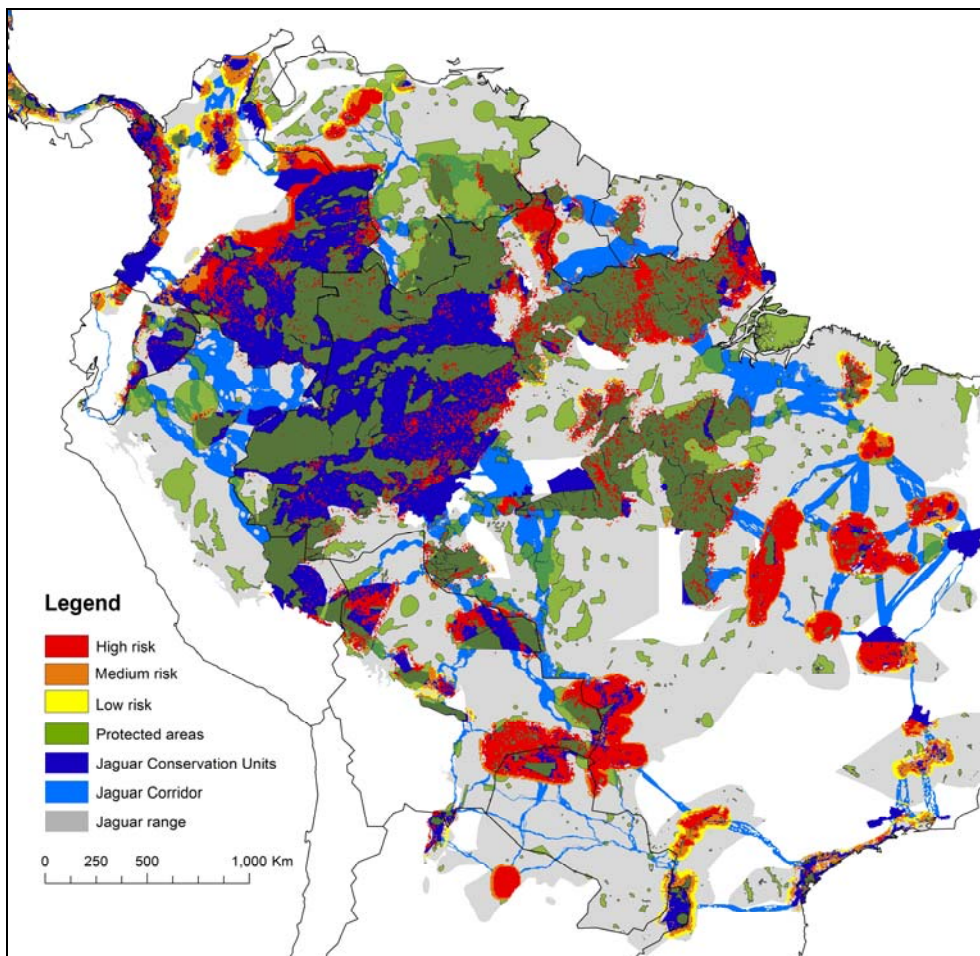 Legend
High risk
Medium risk
Low risk
Protected areas
Jaguar Conservation Units
Jaguar Corridor
Jaguar range
0 250 500 1,000 Km